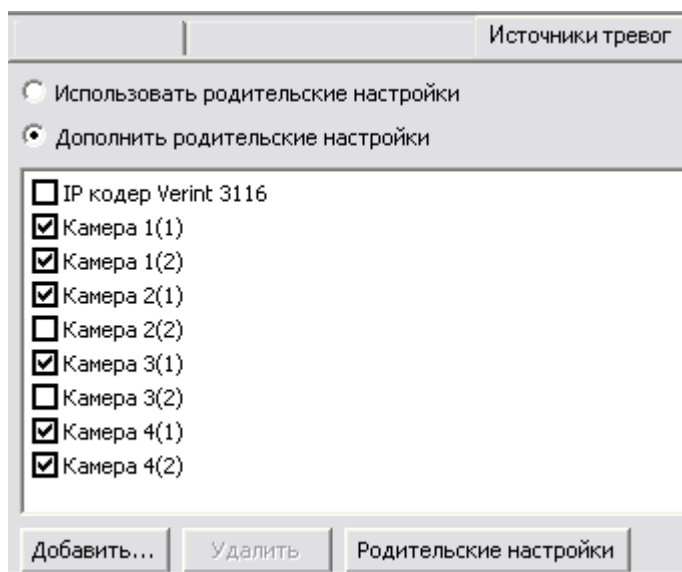 Источники тревог
Использовать родительские настройки
Дополнить родительские настройки
IP кодер Verint 3116
Камера 1(1)
Камера 1(2)
Камера 2(1)
Камера 2(2)
Камера 3(1)
Камера 3(2)
Камера 4(1)
Камера 4(2)
Добавить... Удалить Родительские настройки